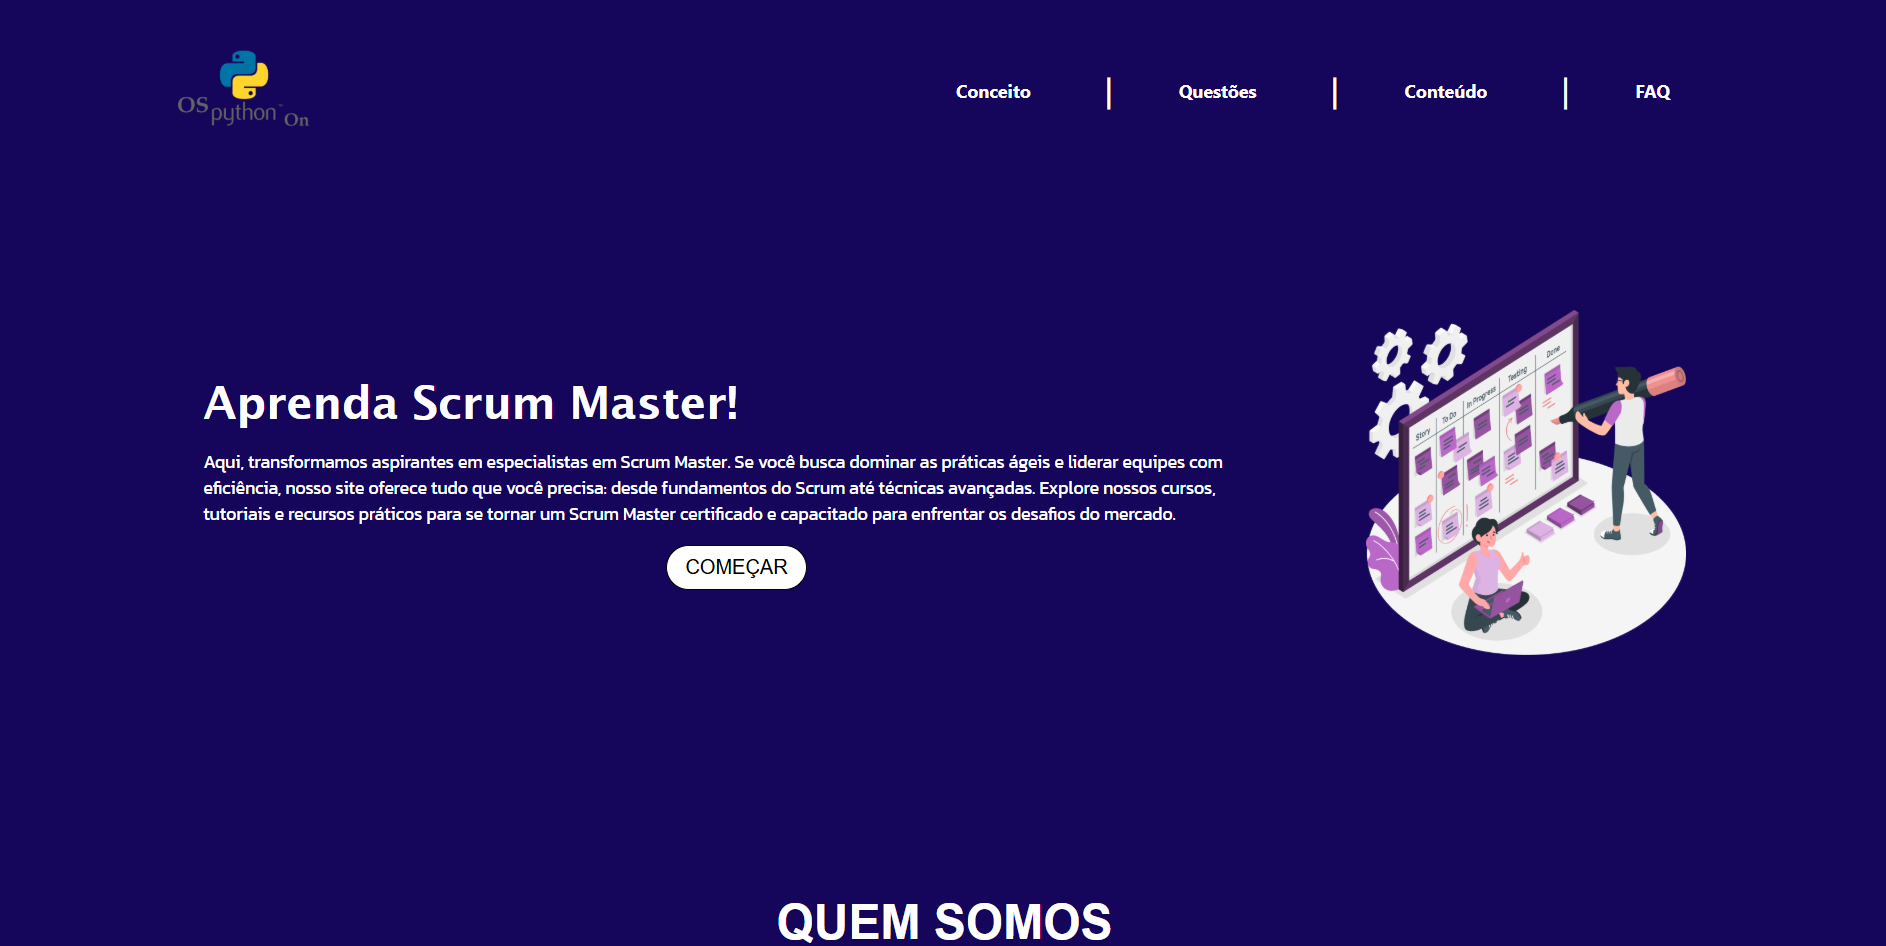 OS python™ On
Conceito
Questões
Conteúdo
FAQ
Aprenda Scrum Master!
Aqui, transformamos aspirantes em especialistas em Scrum Master. Se você busca dominar as práticas ágeis e liderar equipes com
eficiência, nosso site oferece tudo que você precisa: desde fundamentos do Scrum até técnicas avançadas. Explore nossos cursos,
tutoriais e recursos práticos para se tornar um Scrum Master certificado e capacitado para enfrentar os desafios do mercado.
COMEÇAR
Story
To Do
In Progress
Testing
Done
QUEM SOMOS